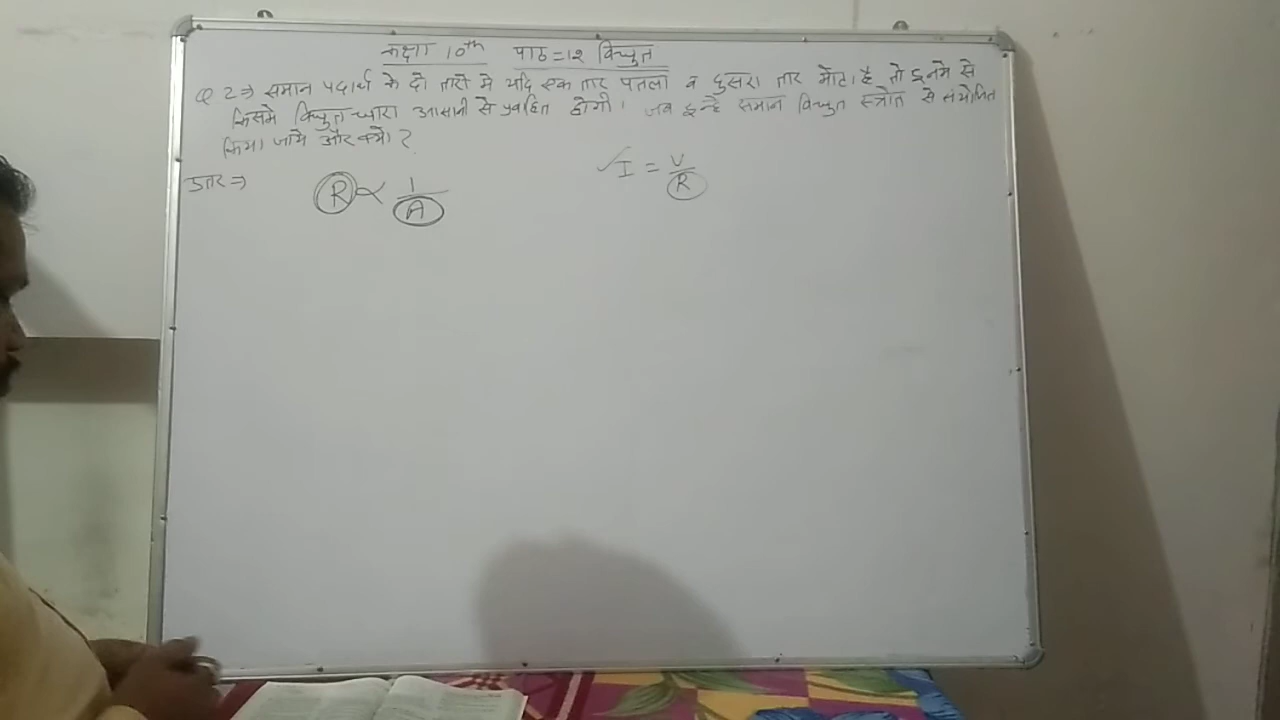 कक्षा 10th पाठ = 12 विद्युत
Q 2⇒ समान पदार्थ के दो तारो मे यदि एक तार पतला व दुसरा तार मोटा है तो इनमे से
किसमे विद्युत धारा आसानी से प्रवाहित होगी। जब इन्हे समान विद्युत स्त्रोत से संयोजित
किया जाये और क्यो ?
उत्तर ⇒ R ∝ 1/A ✓I = V/R